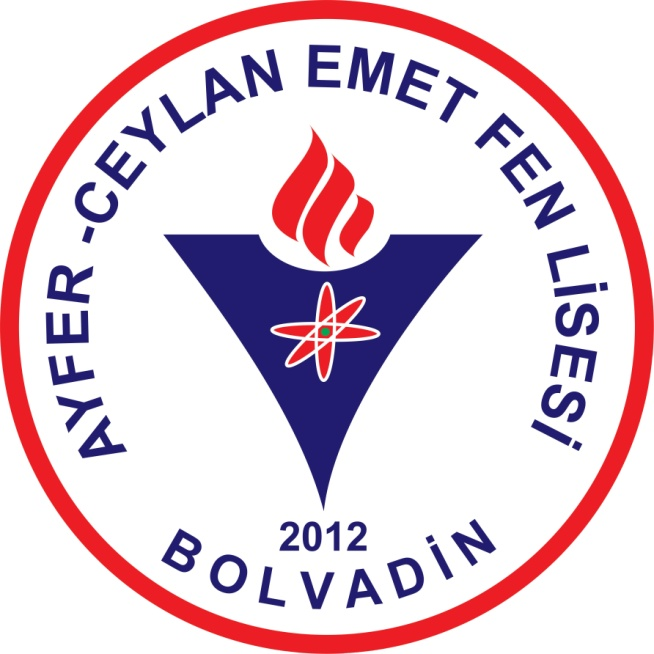 AYFER -CEYLAN EMET FEN LİSESİ
2012
BOLVADİN